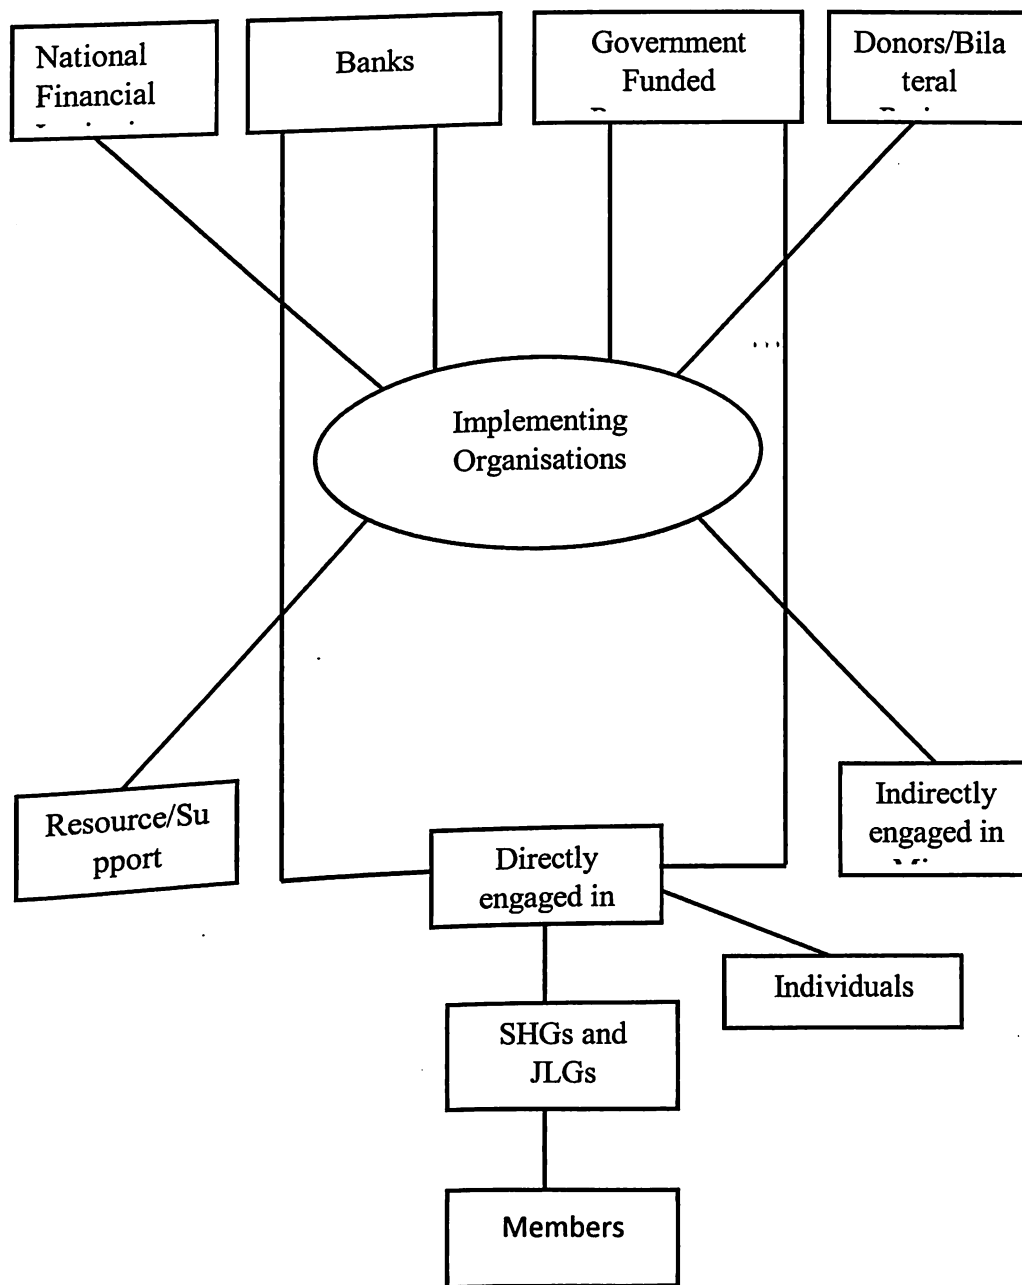 National
Financial
Banks
Government
Funded
Donors/Bila
teral
Implementing
Organisations
Resource/Su
pport
Directly
engaged in
Indirectly
engaged in
Individuals
SHGs and
JLGs
Members